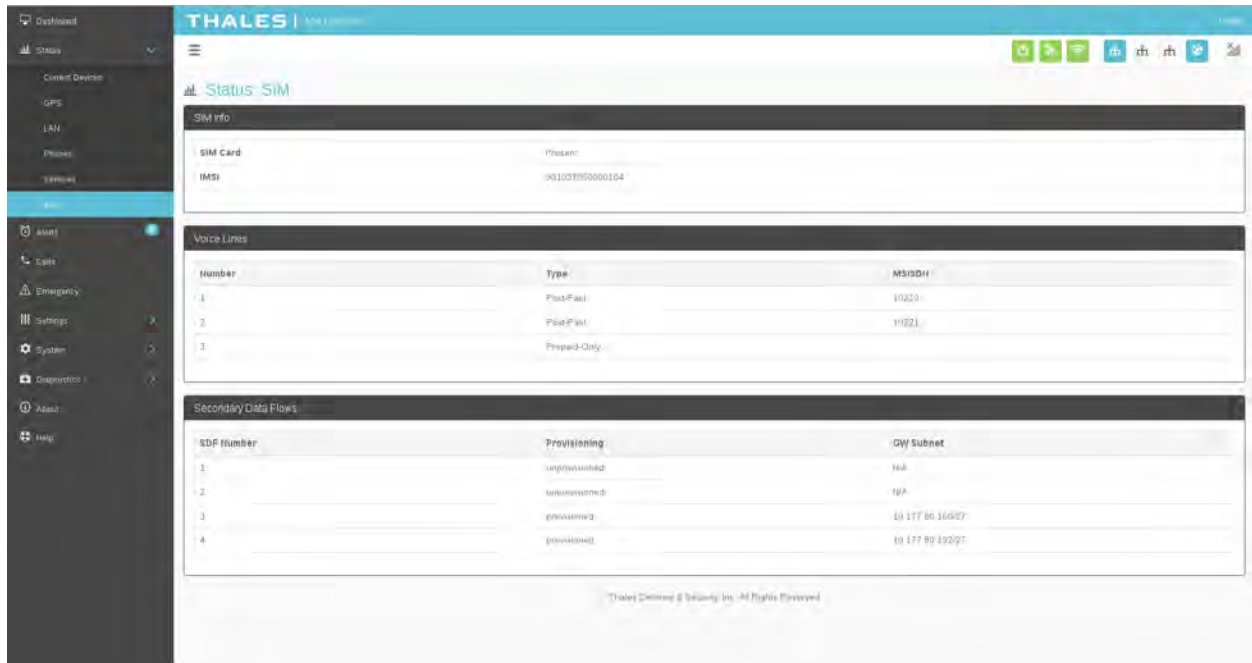 Dashboard
THALES |
Status
Current Devices
GPS
LAN
Phones
Services
Alerts
Calls
Emergency
Settings
System
Diagnostics
About
Help
Status: SIM
SIM Info
SIM Card Present
IMSI
Voice Lines
Number Type MSISDN
1 Post-Paid 10220
2 Post-Paid 10221
3 Prepaid-Only
Secondary Data Flows
SDF Number Provisioning GW Subnet
1 unprovisioned N/A
2 unprovisioned N/A
3 provisioned 10.177.80.160/27
4 provisioned 10.177.80.192/27
Thales Defense & Security, Inc. All Rights Reserved.